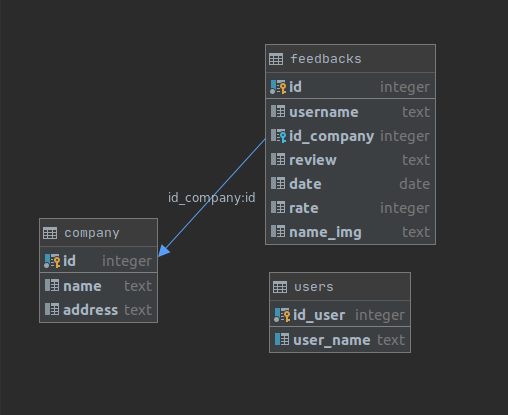 feedbacks
id integer
username text
id_company integer
review text
date date
rate integer
name_img text
id_company:id
company
id integer
name text
address text
users
id_user integer
user_name text